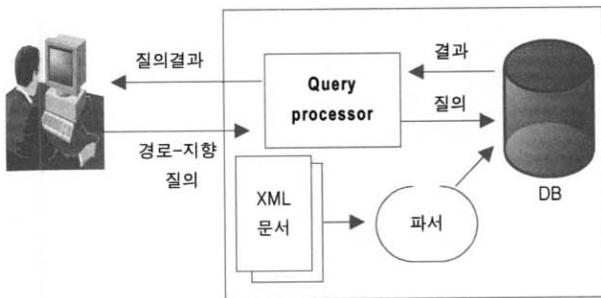 질의결과
경로-지향
질의
Query
processor
결과
질의
XML
문서
파서
DB